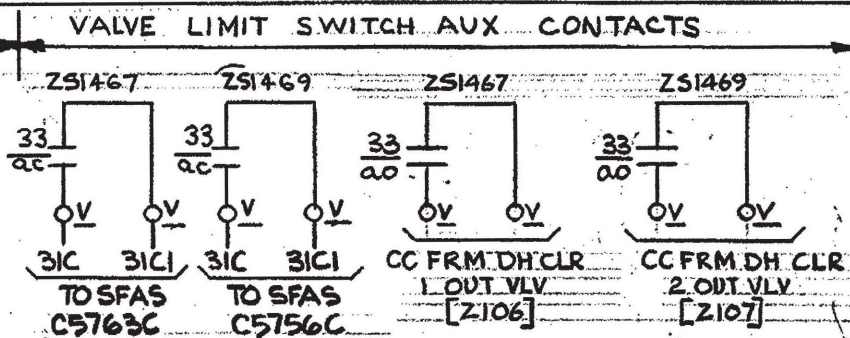 VALVE LIMIT SWITCH AUX CONTACTS
ZS1467 ZS1469 ZS1467 ZS1469
33 33 33 33
ac ac ao ao
V V V V V V V V
31C 31C1 31C 31C1 CC FRM DH CLR CC FRM DH CLR
TO SFAS TO SFAS 1 OUT VLV 2 OUT VLV
C5763C C5756C [Z106] [Z107]